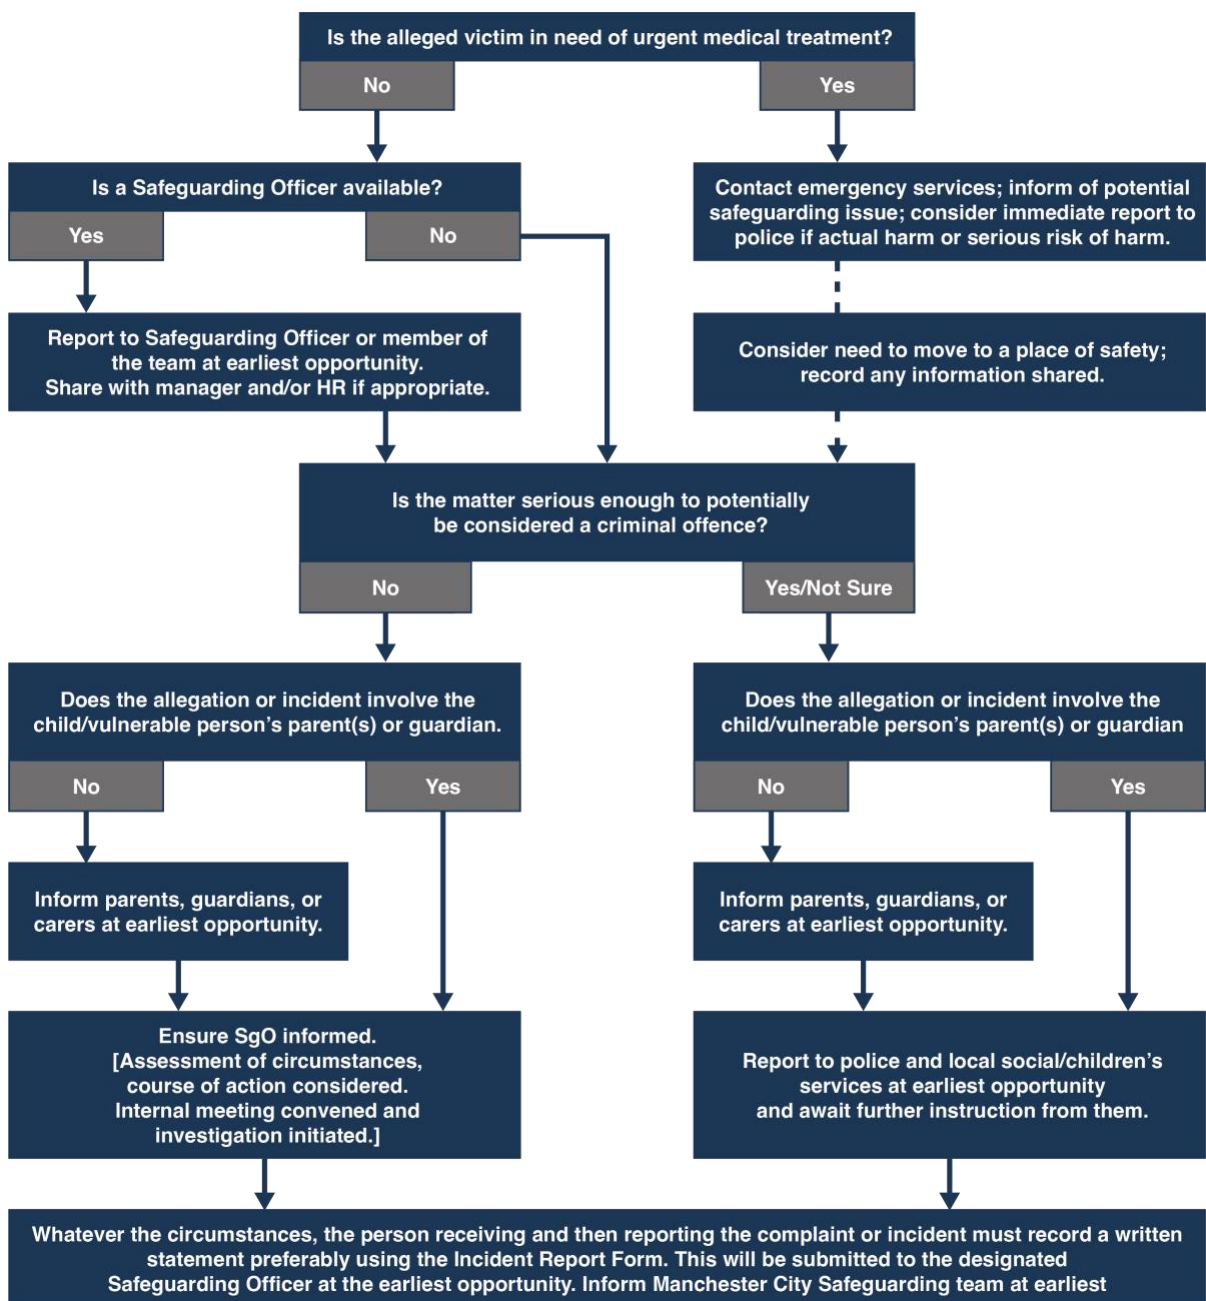 Is the alleged victim in need of urgent medical treatment?
No
Yes
Is a Safeguarding Officer available?
Yes
No
Contact emergency services; inform of potential
safeguarding issue; consider immediate report to
police if actual harm or serious risk of harm.
Report to Safeguarding Officer or member of
the team at earliest opportunity.
Share with manager and/or HR if appropriate.
Consider need to move to a place of safety;
record any information shared.
Is the matter serious enough to potentially
be considered a criminal offence?
No
Yes/Not Sure
Does the allegation or incident involve the
child/vulnerable person’s parent(s) or guardian.
No
Yes
Does the allegation or incident involve the
child/vulnerable person’s parent(s) or guardian
No
Yes
Inform parents, guardians, or
carers at earliest opportunity.
Inform parents, guardians, or
carers at earliest opportunity.
Ensure SgO informed.
[Assessment of circumstances,
course of action considered.
Internal meeting convened and
investigation initiated.]
Report to police and local social/children’s
services at earliest opportunity
and await further instruction from them.
Whatever the circumstances, the person receiving and then reporting the complaint or incident must record a written
statement preferably using the Incident Report Form. This will be submitted to the designated
Safeguarding Officer at the earliest opportunity. Inform Manchester City Safeguarding team at earliest